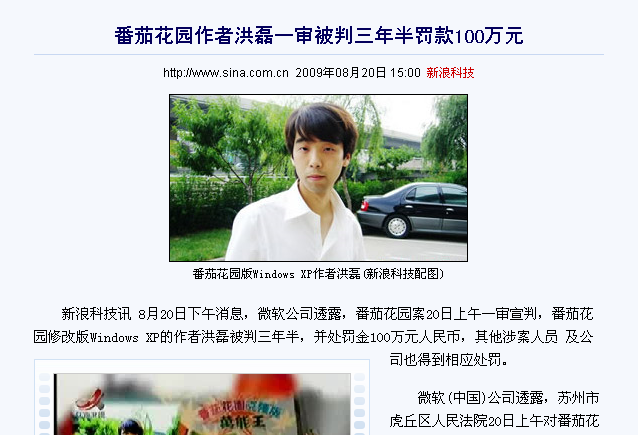 番茄花园作者洪磊一审被判三年半罚款100万元
http://www.sina.com.cn 2009年08月20日 15:00 新浪科技
番茄花园版Windows XP作者洪磊(新浪科技配图)
新浪科技讯 8月20日下午消息，微软公司透露，番茄花园案20日上午一审宣判，番茄花
园修改版Windows XP的作者洪磊被判三年半，并处罚金100万元人民币，其他涉案人员 及公
司也得到相应处罚。
微软(中国)公司透露，苏州市
虎丘区人民法院20日上午对番茄花
番茄花園
萬能王